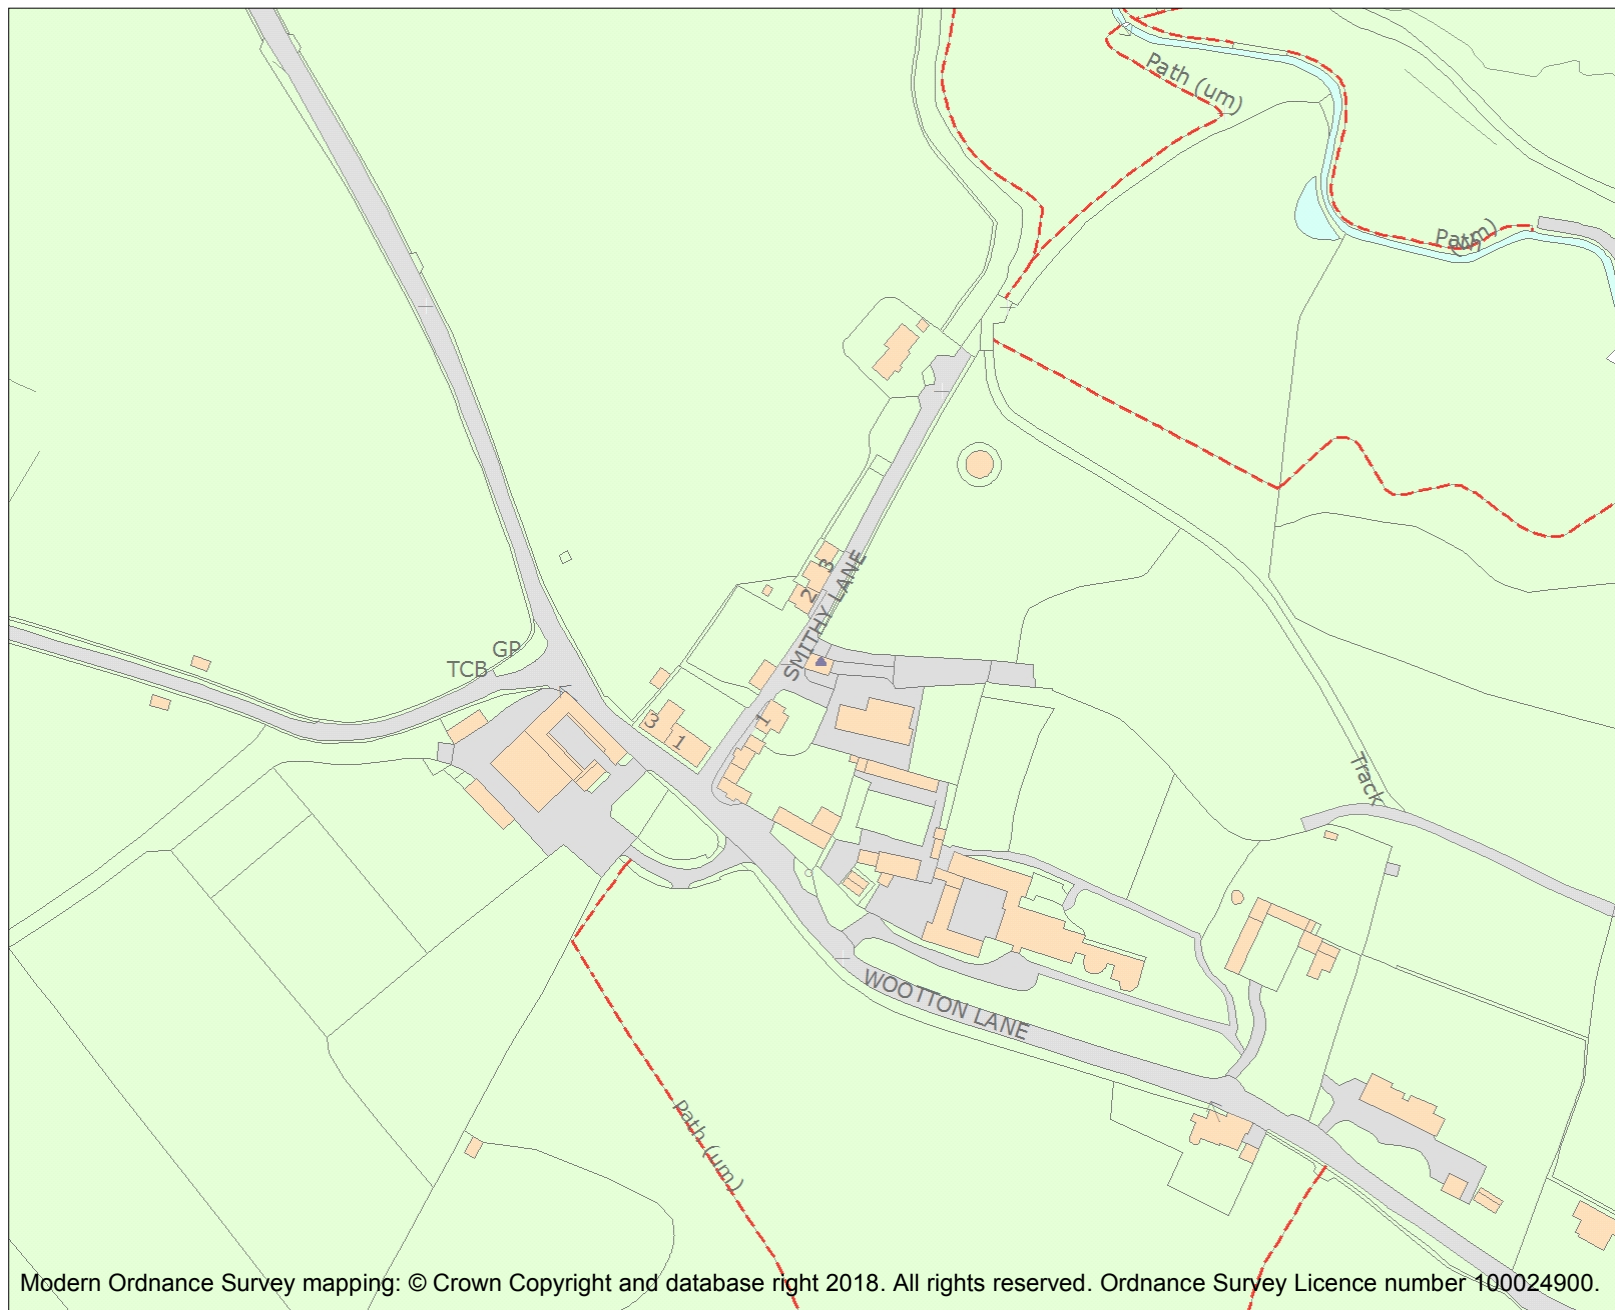 Path (um)
Path
(um)
3
2
SMITHY LANE
GP
TCB
3
1
1
Track
WOOTTON LANE
Path (um)
Modern Ordnance Survey mapping: © Crown Copyright and database right 2018. All rights reserved. Ordnance Survey Licence number 100024900.